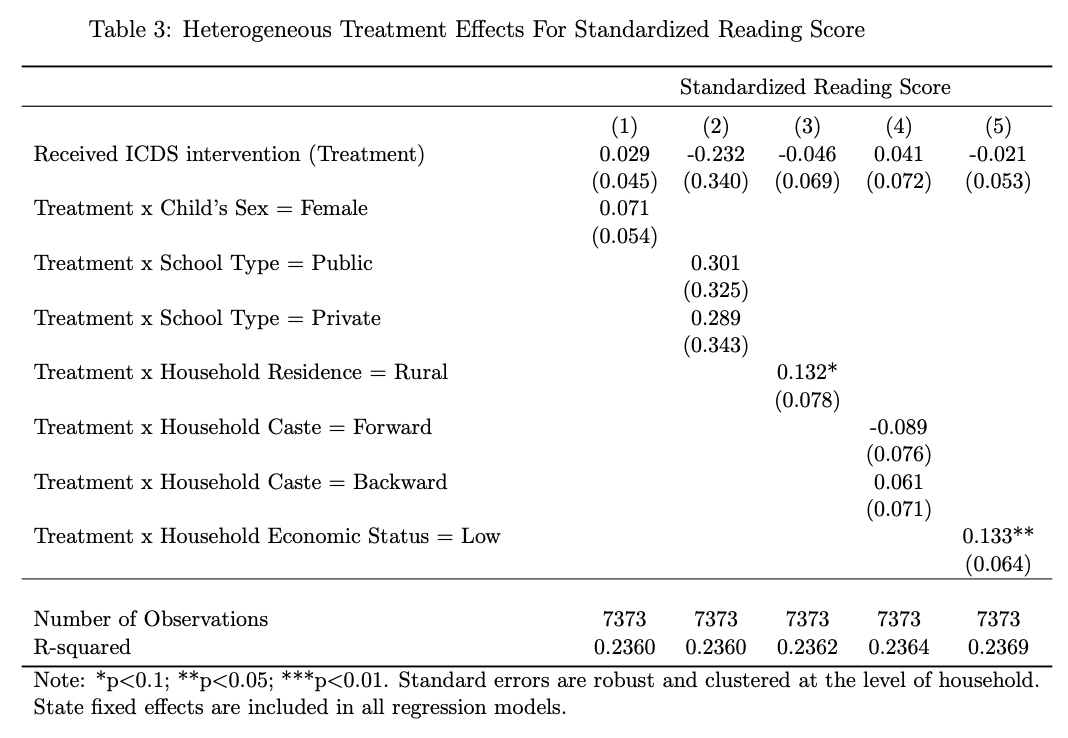 Table 3: Heterogeneous Treatment Effects For Standardized Reading Score
Standardized Reading Score
(1) (2) (3) (4) (5)
Received ICDS intervention (Treatment) 0.029 -0.232 -0.046 0.041 -0.021
(0.045) (0.340) (0.069) (0.072) (0.053)
Treatment x Child's Sex = Female 0.071
(0.054)
Treatment x School Type = Public 0.301
(0.325)
Treatment x School Type = Private 0.289
(0.343)
Treatment x Household Residence = Rural 0.132*
(0.078)
Treatment x Household Caste = Forward -0.089
(0.076)
Treatment x Household Caste = Backward 0.061
(0.071)
Treatment x Household Economic Status = Low 0.133**
(0.064)
Number of Observations 7373 7373 7373 7373 7373
R-squared 0.2360 0.2360 0.2362 0.2364 0.2369
Note: *p<0.1; **p<0.05; ***p<0.01. Standard errors are robust and clustered at the level of household.
State fixed effects are included in all regression models.